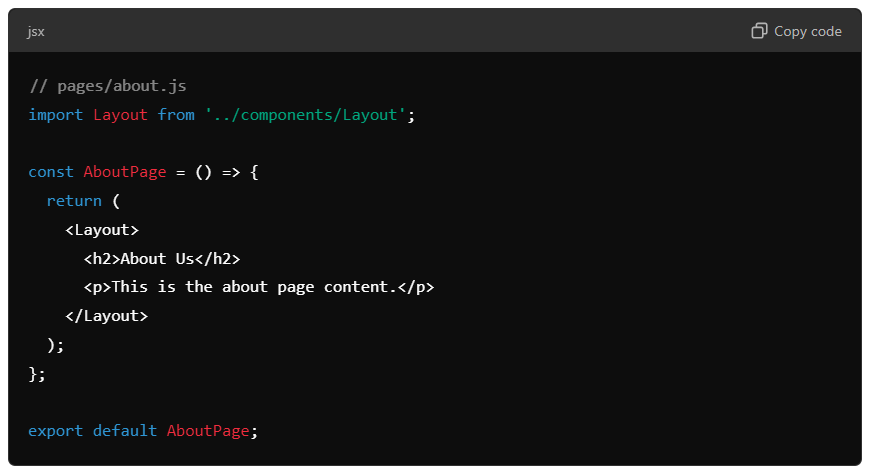 jsx
Copy code
// pages/about.js
import Layout from '../components/Layout';
const AboutPage = () => {
  return (
    <Layout>
      <h2>About Us</h2>
      <p>This is the about page content.</p>
    </Layout>
  );
};
export default AboutPage;